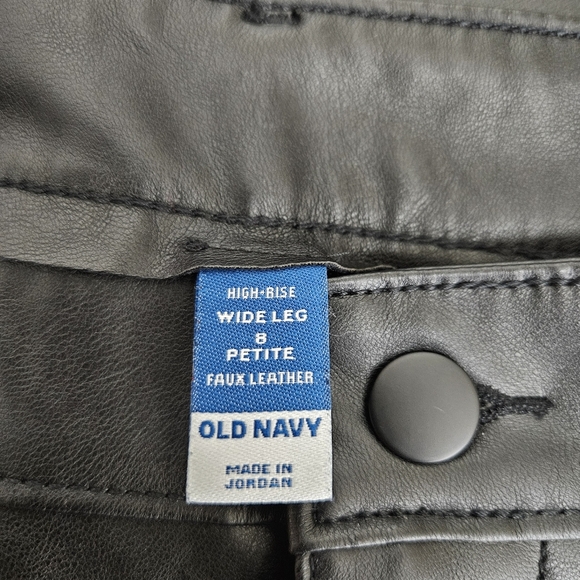 HIGH-RISE
WIDE LEG
8
PETITE
FAUX LEATHER
OLD NAVY
MADE IN
JORDAN